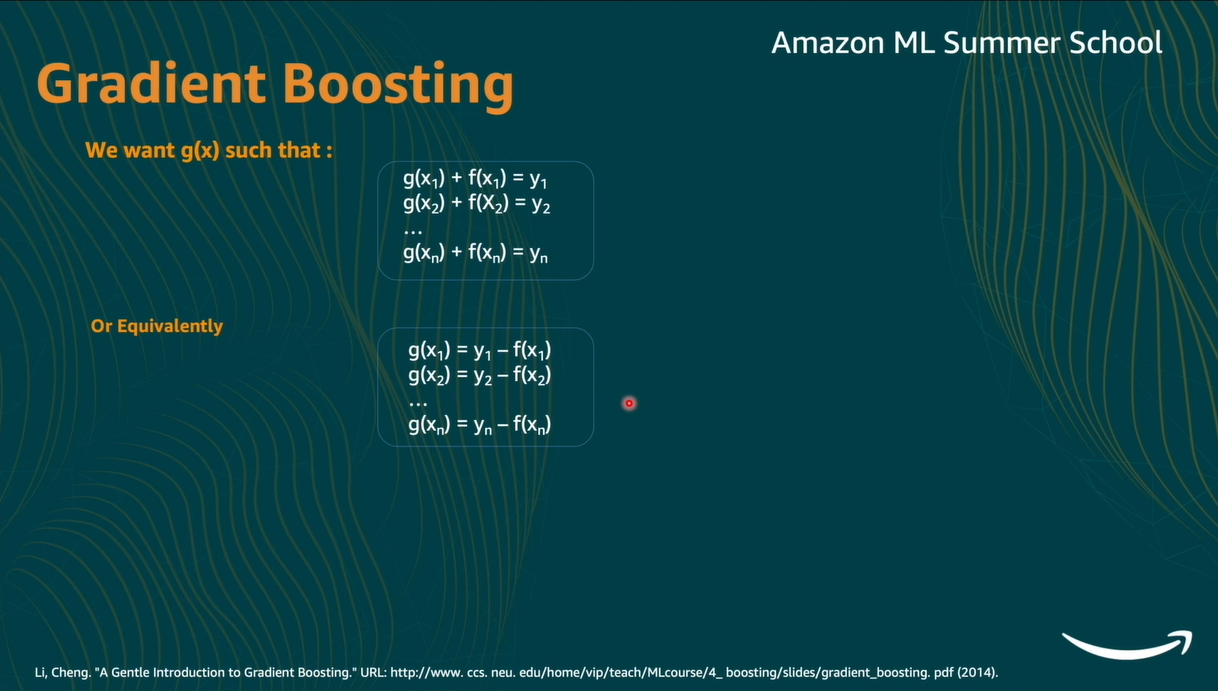 Amazon ML Summer School
Gradient Boosting
We want g(x) such that :
g(x₁) + f(x₁) = y₁
g(x₂) + f(X₂) = y₂
...
g(xₙ) + f(xₙ) = yₙ
Or Equivalently
g(x₁) = y₁ – f(x₁)
g(x₂) = y₂ – f(x₂)
...
g(xₙ) = yₙ – f(xₙ)
Li, Cheng. "A Gentle Introduction to Gradient Boosting." URL: http://www. ccs. neu. edu/home/vip/teach/MLcourse/4_ boosting/slides/gradient_boosting. pdf (2014).